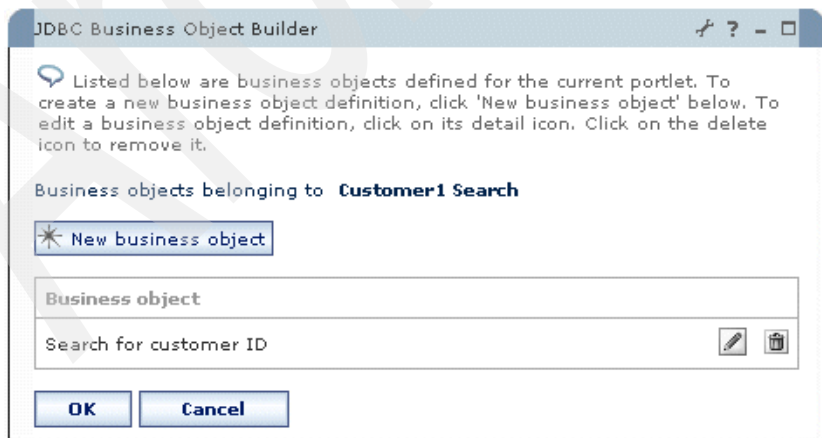 JDBC Business Object Builder ? - 
Listed below are business objects defined for the current portlet. To
create a new business object definition, click 'New business object' below. To
edit a business object definition, click on its detail icon. Click on the delete
icon to remove it.
Business objects belonging to Customer1 Search
New business object
Business object
Search for customer ID
OK Cancel